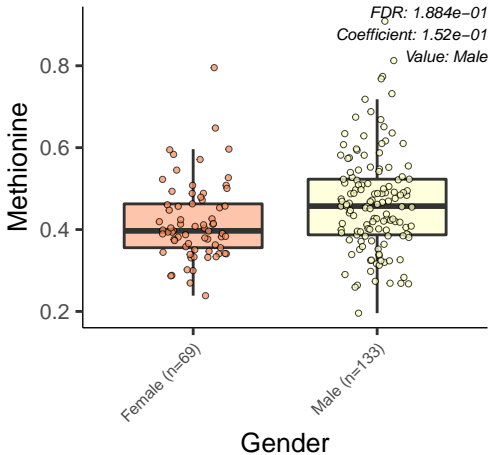 FDR: 1.884e−01
Coefficient: 1.52e−01
Value: Male
0.8
0.6
0.4
0.2
Methionine
Female (n=69)
Male (n=133)
Gender